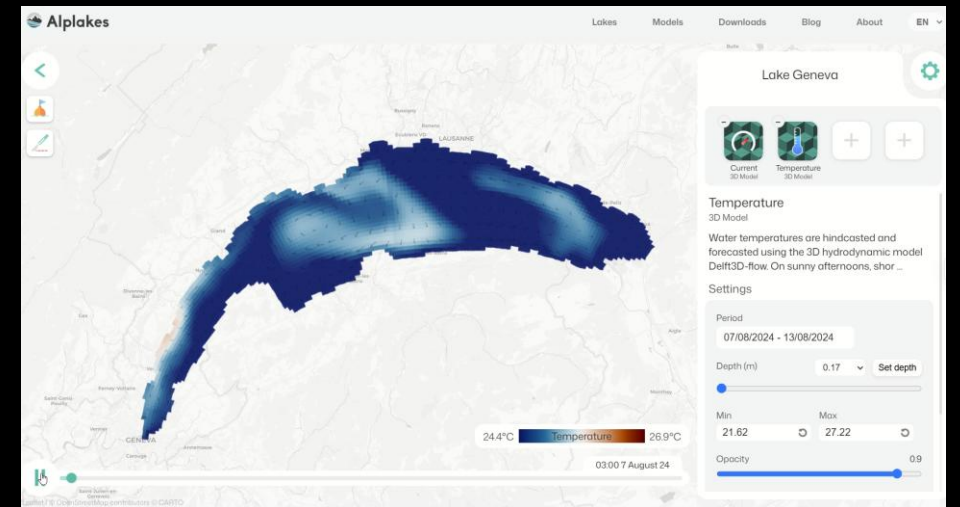 Alplakes
Lakes
Models
Downloads
Blog
About
EN
Lake Geneva
Current
3D Model
Temperature
3D Model
Temperature
3D Model
Water temperatures are hindcasted and
forecasted using the 3D hydrodynamic model
Delft3D-flow. On sunny afternoons, shor ...
Settings
Period
07/08/2024 - 13/08/2024
Depth (m)
0.17
Set depth
Min
Max
21.62
27.22
Opacity
0.9
LAUSANNE
GENEVA
24.4°C
Temperature
26.9°C
03:00 7 August 24